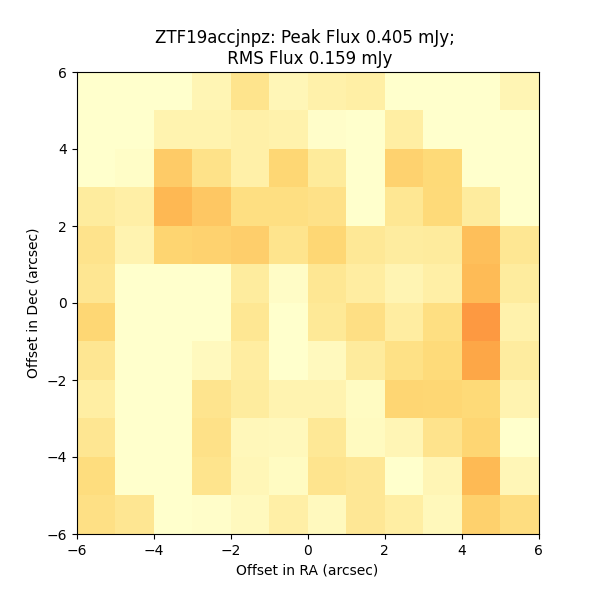 ZTF19accjnpz: Peak Flux 0.405 mJy;
RMS Flux 0.159 mJy
6
4
2
0
−2
−4
−6
Offset in Dec (arcsec)
−6 −4 −2 0 2 4 6
Offset in RA (arcsec)